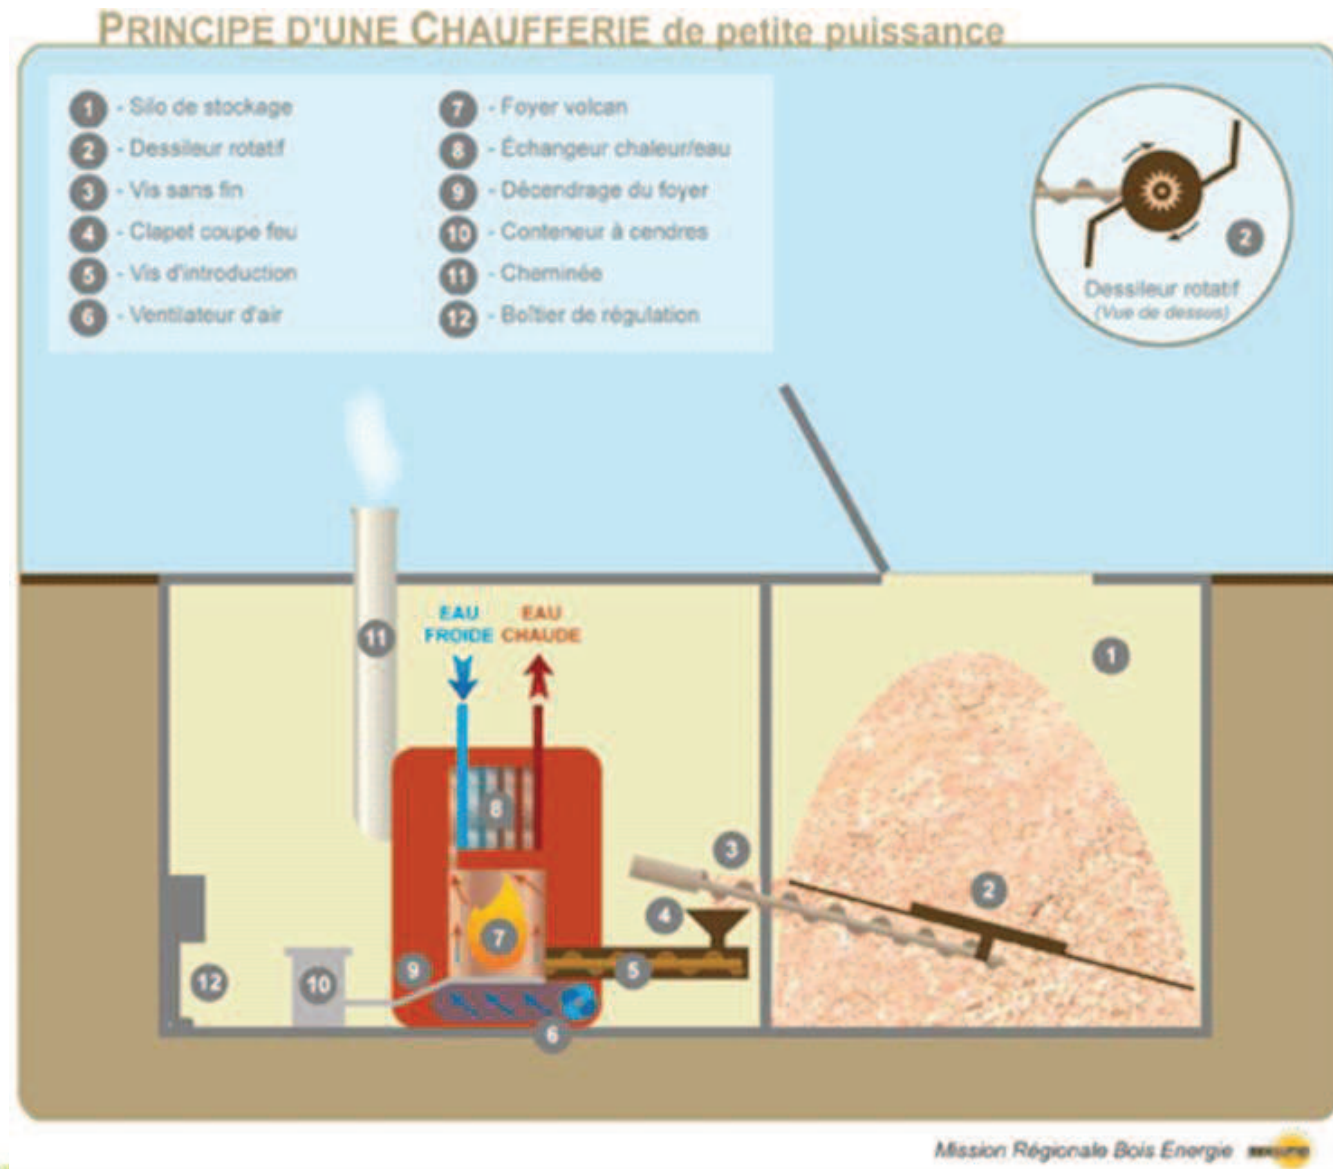 PRINCIPE D'UNE CHAUFFERIE de petite puissance
1 - Silo de stockage
2 - Dessileur rotatif
3 - Vis sans fin
4 - Clapet coupe feu
5 - Vis d'introduction
6 - Ventilateur d'air
7 - Foyer volcan
8 - Échangeur chaleur/eau
9 - Décendrage du foyer
10 - Conteneur à cendres
11 - Cheminée
12 - Boîtier de régulation
2
Dessileur rotatif
(Vue de dessus)
EAU FROIDE
EAU CHAUDE
11
1
8
3
2
4
7
9
5
12
10
6
Mission Régionale Bois Energie